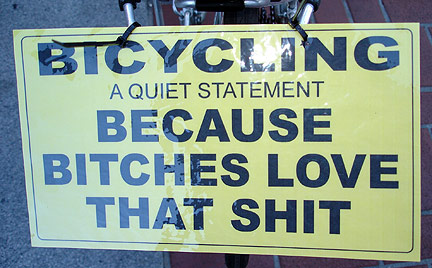 BICYCLING
A QUIET STATEMENT
BECAUSE
BITCHES LOVE
THAT SHIT